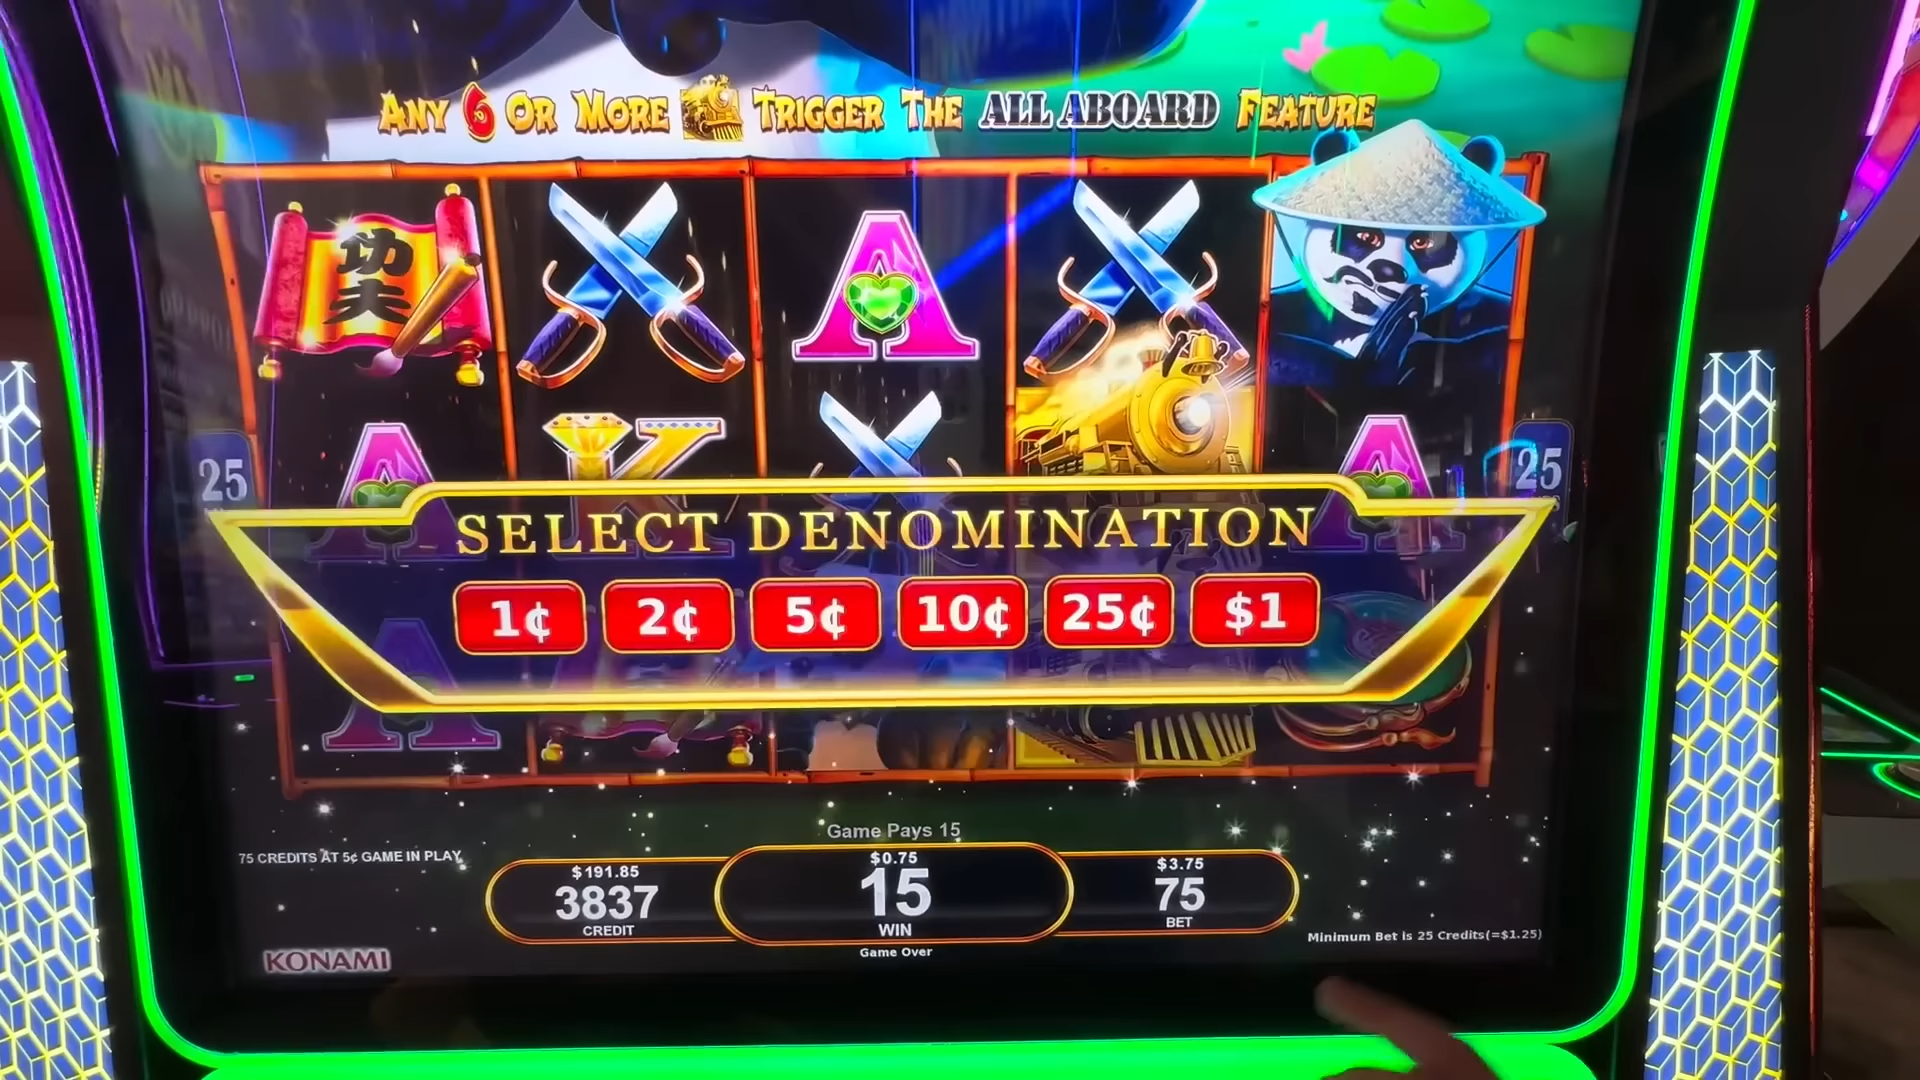 ANY 6 OR MORE TRIGGER THE ALL ABOARD FEATURE
功夫
A
A
K
A
25
25
SELECT DENOMINATION
1¢ 2¢ 5¢ 10¢ 25¢ $1
A
Game Pays 15
75 CREDITS AT 5¢ GAME IN PLAY
$191.85
3837
CREDIT
$0.75
15
WIN
$3.75
75
BET
Game Over
Minimum Bet is 25 Credits(=$1.25)
KONAMI